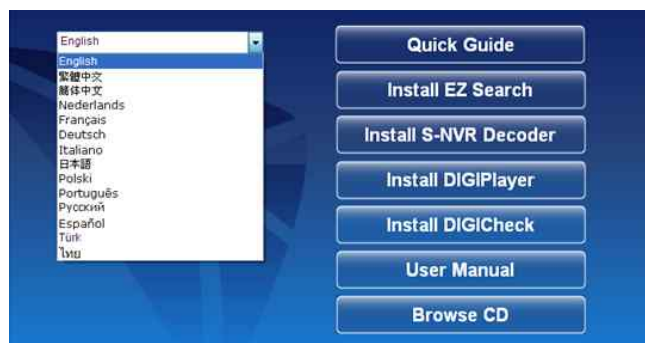 English
English
繁體中文
簡体中文
Nederlands
Français
Deutsch
Italiano
日本語
Polski
Português
Русский
Español
Türk
ไทย
Quick Guide
Install EZ Search
Install S-NVR Decoder
Install DIGIPlayer
Install DIGICheck
User Manual
Browse CD